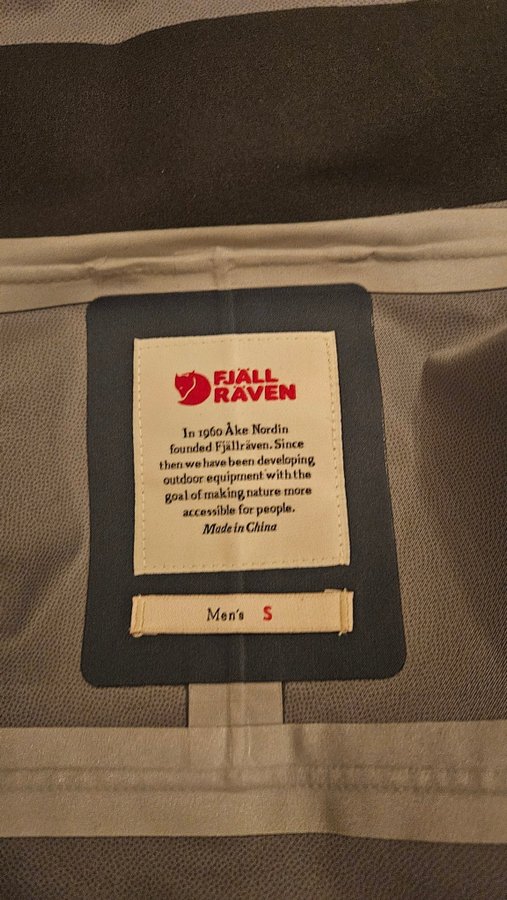 FJÄLL
RÄVEN
In 1960 Åke Nordin
founded Fjällräven. Since
then we have been developing
outdoor equipment with the
goal of making nature more
accessible for people.
Made in China
Men's S